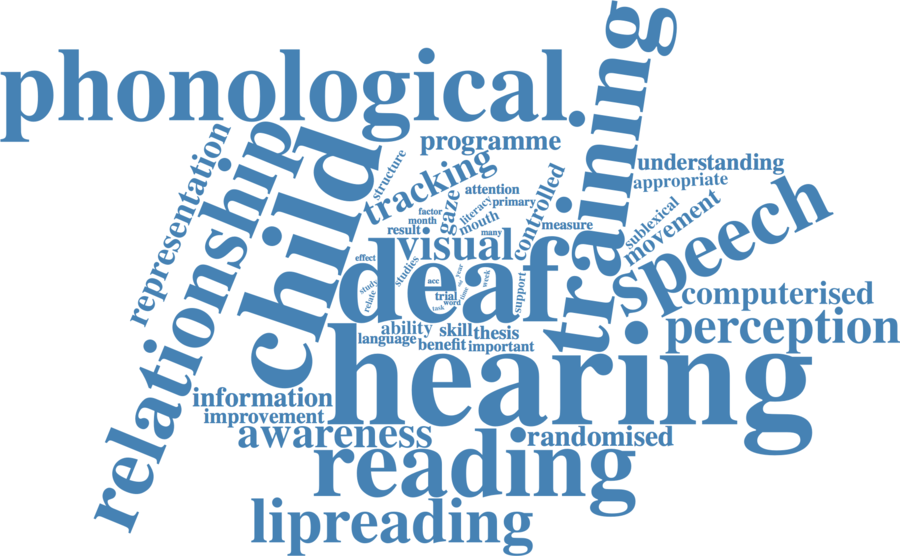 phonological
training
programme
relationship
child
representation
structure
tracking
understanding
appropriate
attention
primary
gaze
literacy
mouth
factor
month
result
many
controlled
measure
sublexical
movement
speech
visual
deaf
effect
studies
study
relate
acc
trial
word
task
time
year
week
support
computerised
perception
ability
skill
thesis
language
benefit
important
hearing
information
improvement
awareness
randomised
reading
lipreading